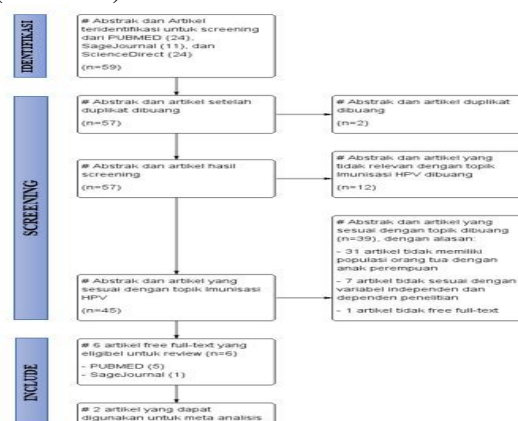 IDENTIFIKASI
# Abstrak dan Artikel
teridentifikasi untuk screening
dari PUBMED (24),
SageJournal (11), dan
ScienceDirect (24)
(n=59)
SCREENING
# Abstrak dan artikel setelah
duplikat dibuang
(n=57)
# Abstrak dan artikel duplikat
dibuang
(n=2)
# Abstrak dan artikel hasil
screening
(n=57)
# Abstrak dan artikel yang
tidak relevan dengan topik
Imunisasi HPV dibuang
(n=12)
# Abstrak dan artikel yang
sesuai dengan topik Imunisasi
HPV
(n=45)
# Abstrak dan artikel yang
sesuai dengan topik dibuang
(n=39), dengan alasan:
- 31 artikel tidak memiliki
populasi orang tua dengan
anak perempuan
- 7 artikel tidak sesuai dengan
variabel independen dan
dependen penelitian
- 1 artikel tidak free full-text
INCLUDE
# 6 artikel free full-text yang
eligibel untuk review (n=6)
- PUBMED (5)
- SageJournal (1)
# 2 artikel yang dapat
digunakan untuk meta analisis